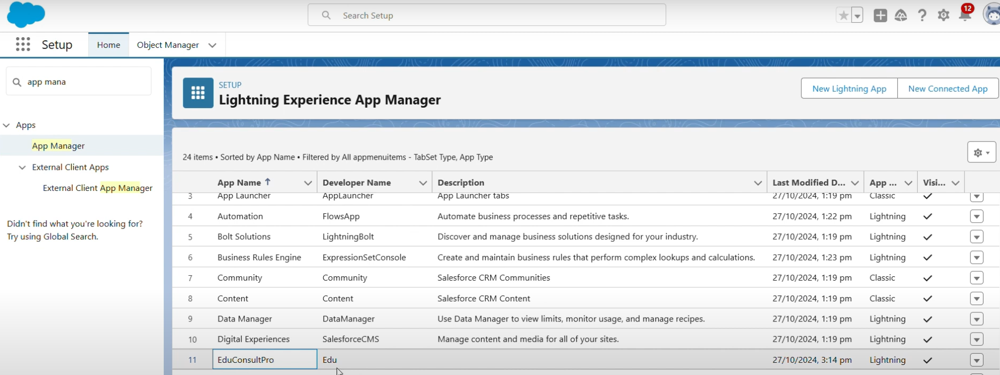 Search Setup
12
Setup
Home
Object Manager
app mana
Apps
App Manager
External Client Apps
External Client App Manager
Didn't find what you're looking for?
Try using Global Search.
SETUP
Lightning Experience App Manager
New Lightning App
New Connected App
24 items • Sorted by App Name • Filtered by All appmenuitems - TabSet Type, App Type
App Name ↑ Developer Name Description Last Modified D... App ... Visi...
3 App Launcher AppLauncher App Launcher tabs 27/10/2024, 1:19 pm Classic
4 Automation FlowsApp Automate business processes and repetitive tasks. 27/10/2024, 1:22 pm Lightning
5 Bolt Solutions LightningBolt Discover and manage business solutions designed for your industry. 27/10/2024, 1:19 pm Lightning
6 Business Rules Engine ExpressionSetConsole Create and maintain business rules that perform complex lookups and calculations. 27/10/2024, 1:23 pm Lightning
7 Community Community Salesforce CRM Communities 27/10/2024, 1:19 pm Classic
8 Content Content Salesforce CRM Content 27/10/2024, 1:19 pm Classic
9 Data Manager DataManager Use Data Manager to view limits, monitor usage, and manage recipes. 27/10/2024, 1:19 pm Lightning
10 Digital Experiences SalesforceCMS Manage content and media for all of your sites. 27/10/2024, 1:19 pm Lightning
11 EduConsultPro Edu 27/10/2024, 3:14 pm Lightning